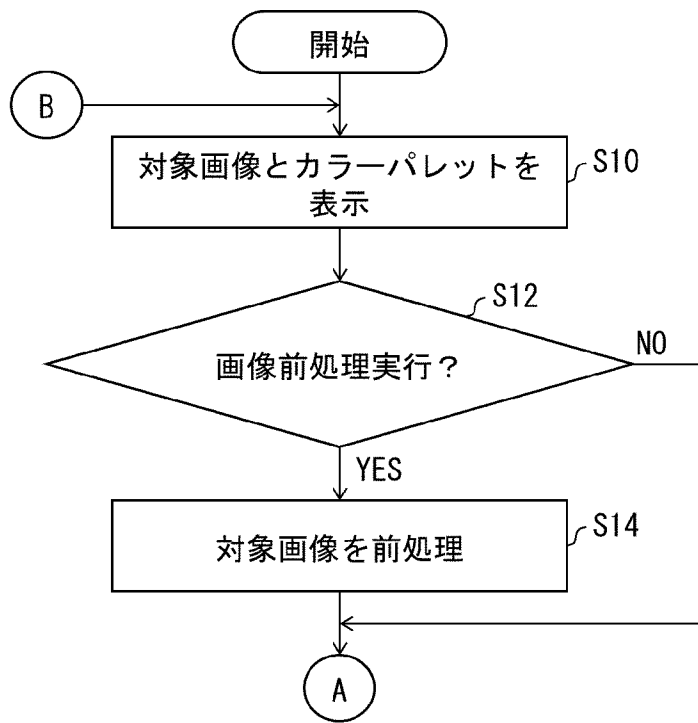 開始
B
対象画像とカラーパレットを
表示
S10
S12
画像前処理実行？
NO
YES
対象画像を前処理
S14
A